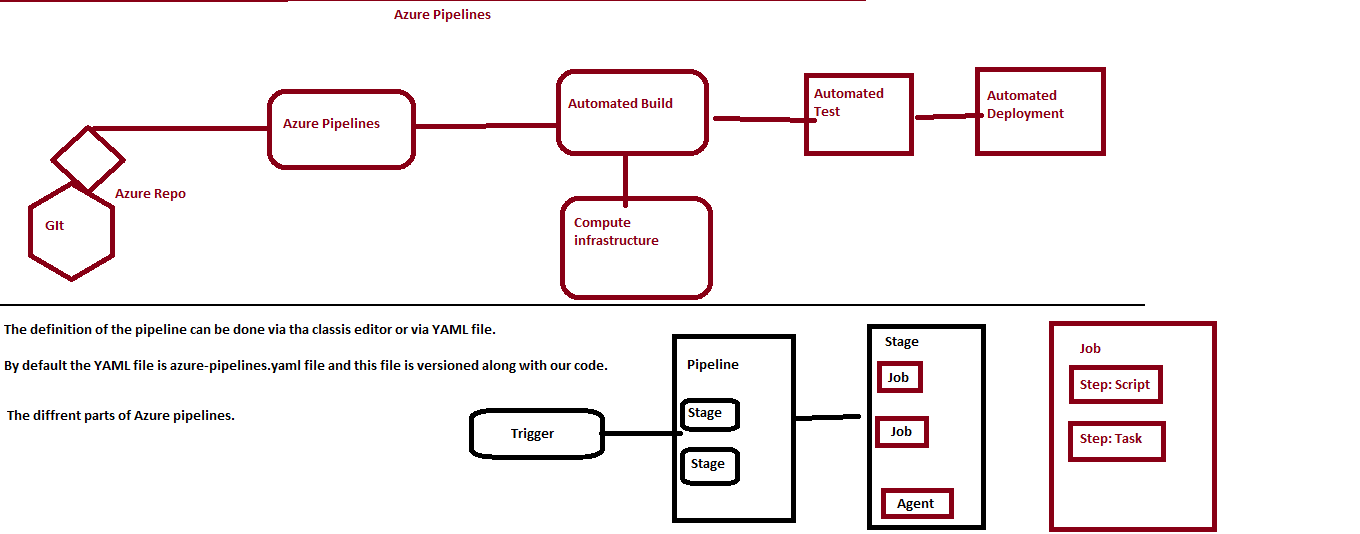 Azure Pipelines
Azure Pipelines
Automated Build
Automated
Test
Automated
Deployment
Azure Repo
GIt
Compute
infrastructure
The definition of the pipeline can be done via tha classis editor or via YAML file.
By default the YAML file is azure-pipelines.yaml file and this file is versioned along with our code.
The diffrent parts of Azure pipelines.
Trigger
Pipeline
Stage
Stage
Stage
Job
Job
Agent
Job
Step: Script
Step: Task